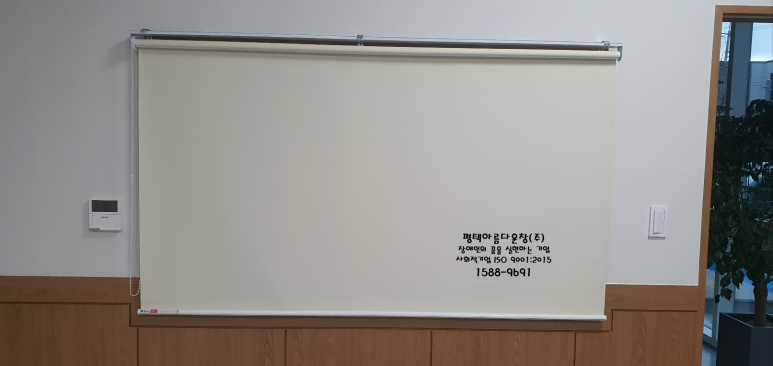 평택아름다운창(주)
장애인의 꿈을 실현하는 기업
사회적기업 ISO 9001:2015
1588-9691